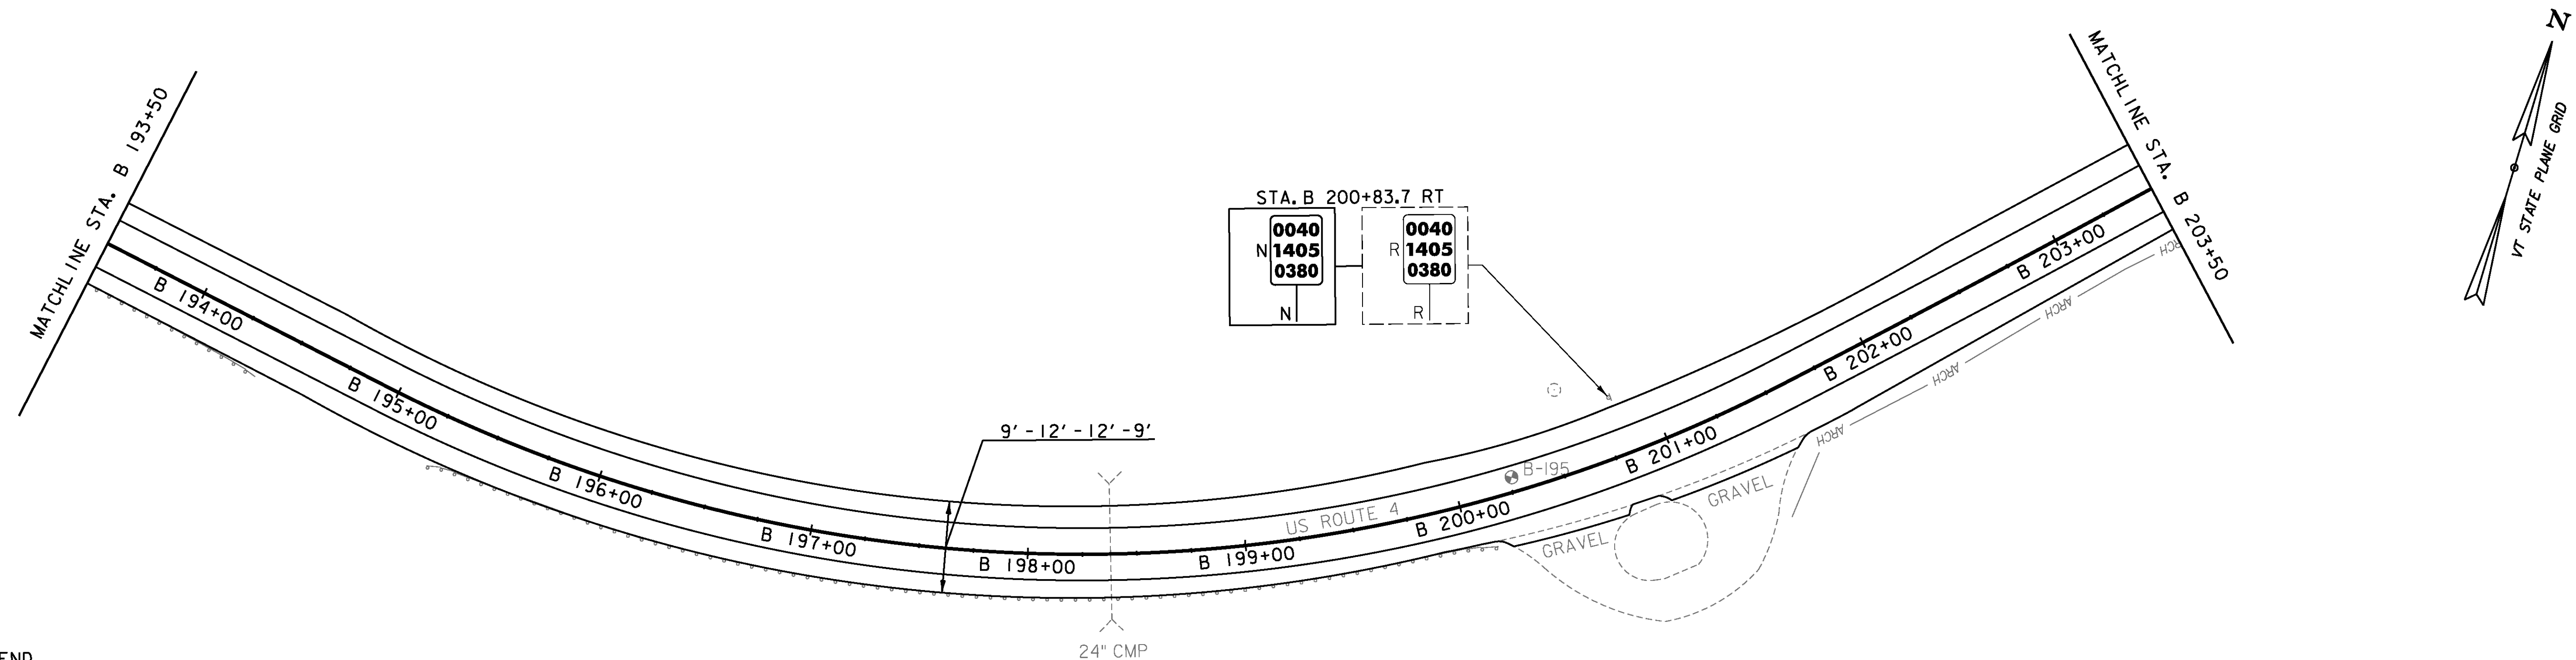 N
VT STATE PLANE GRID
MATCHLINE STA. B 193+50
MATCHLINE STA. B 203+50
STA. B 200+83.7 RT
0040
N 1405
0380
N
0040
R 1405
0380
R
9' - 12' - 12' - 9'
B 194+00
B 195+00
B 196+00
B 197+00
B 198+00
B 199+00
B 200+00
B 201+00
B 202+00
B 203+00
US ROUTE 4
B-195
GRAVEL
GRAVEL
ARCH
ARCH
ARCH
RCH
24" CMP
END